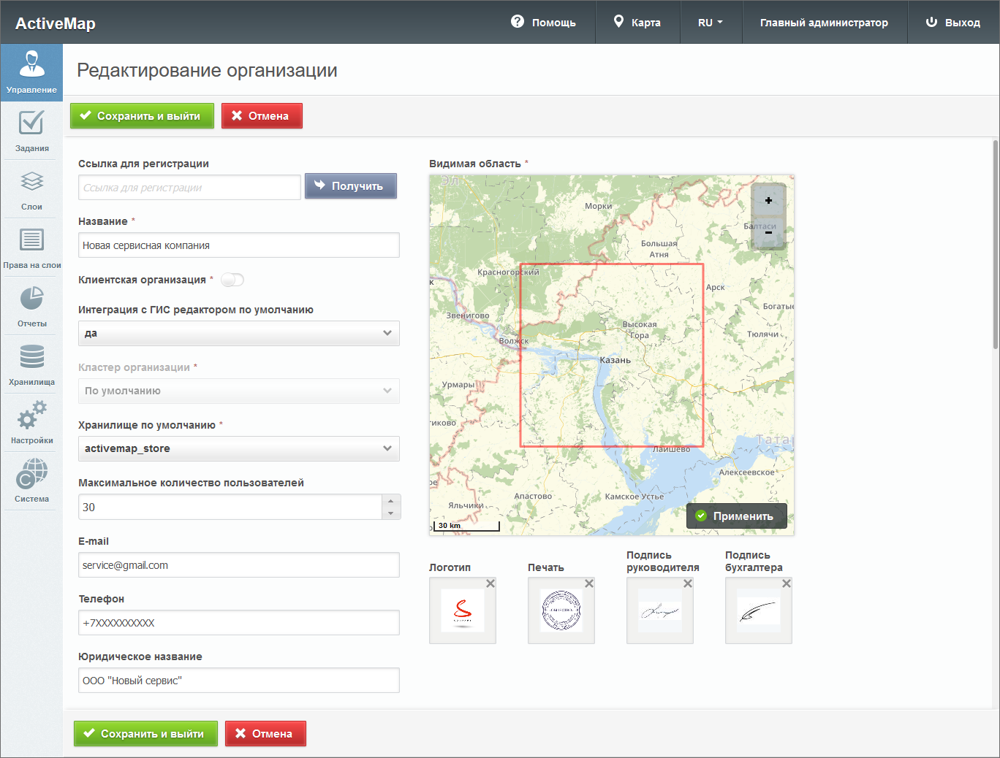 ActiveMap
Помощь
Карта
RU
Главный администратор
Выход
Управление
Задания
Слои
Права на слои
Отчеты
Хранилища
Настройки
Система
Редактирование организации
Сохранить и выйти
Отмена
Ссылка для регистрации
Ссылка для регистрации
Получить
Название *
Новая сервисная компания
Клиентская организация *
Интеграция с ГИС редактором по умолчанию
да
Кластер организации *
По умолчанию
Хранилище по умолчанию *
activemap_store
Максимальное количество пользователей
30
E-mail
service@gmail.com
Телефон
+7XXXXXXXXXX
Юридическое название
ООО "Новый сервис"
Видимая область *
Эл
Морки
+
Балтаси
-
Большая
Атня
Красногорский
к
Арск
Звенигово
Богатые
Высокая
Гора
Тюлячи
Волжск
Казань
Урмары
тиково
Татар
Лаишево
Алексеевское
ре
Яльчики
Апастово
Камское Устье
30 km
Применить
Логотип
Печать
Подпись
руководителя
Подпись
бухгалтера
Сохранить и выйти
Отмена